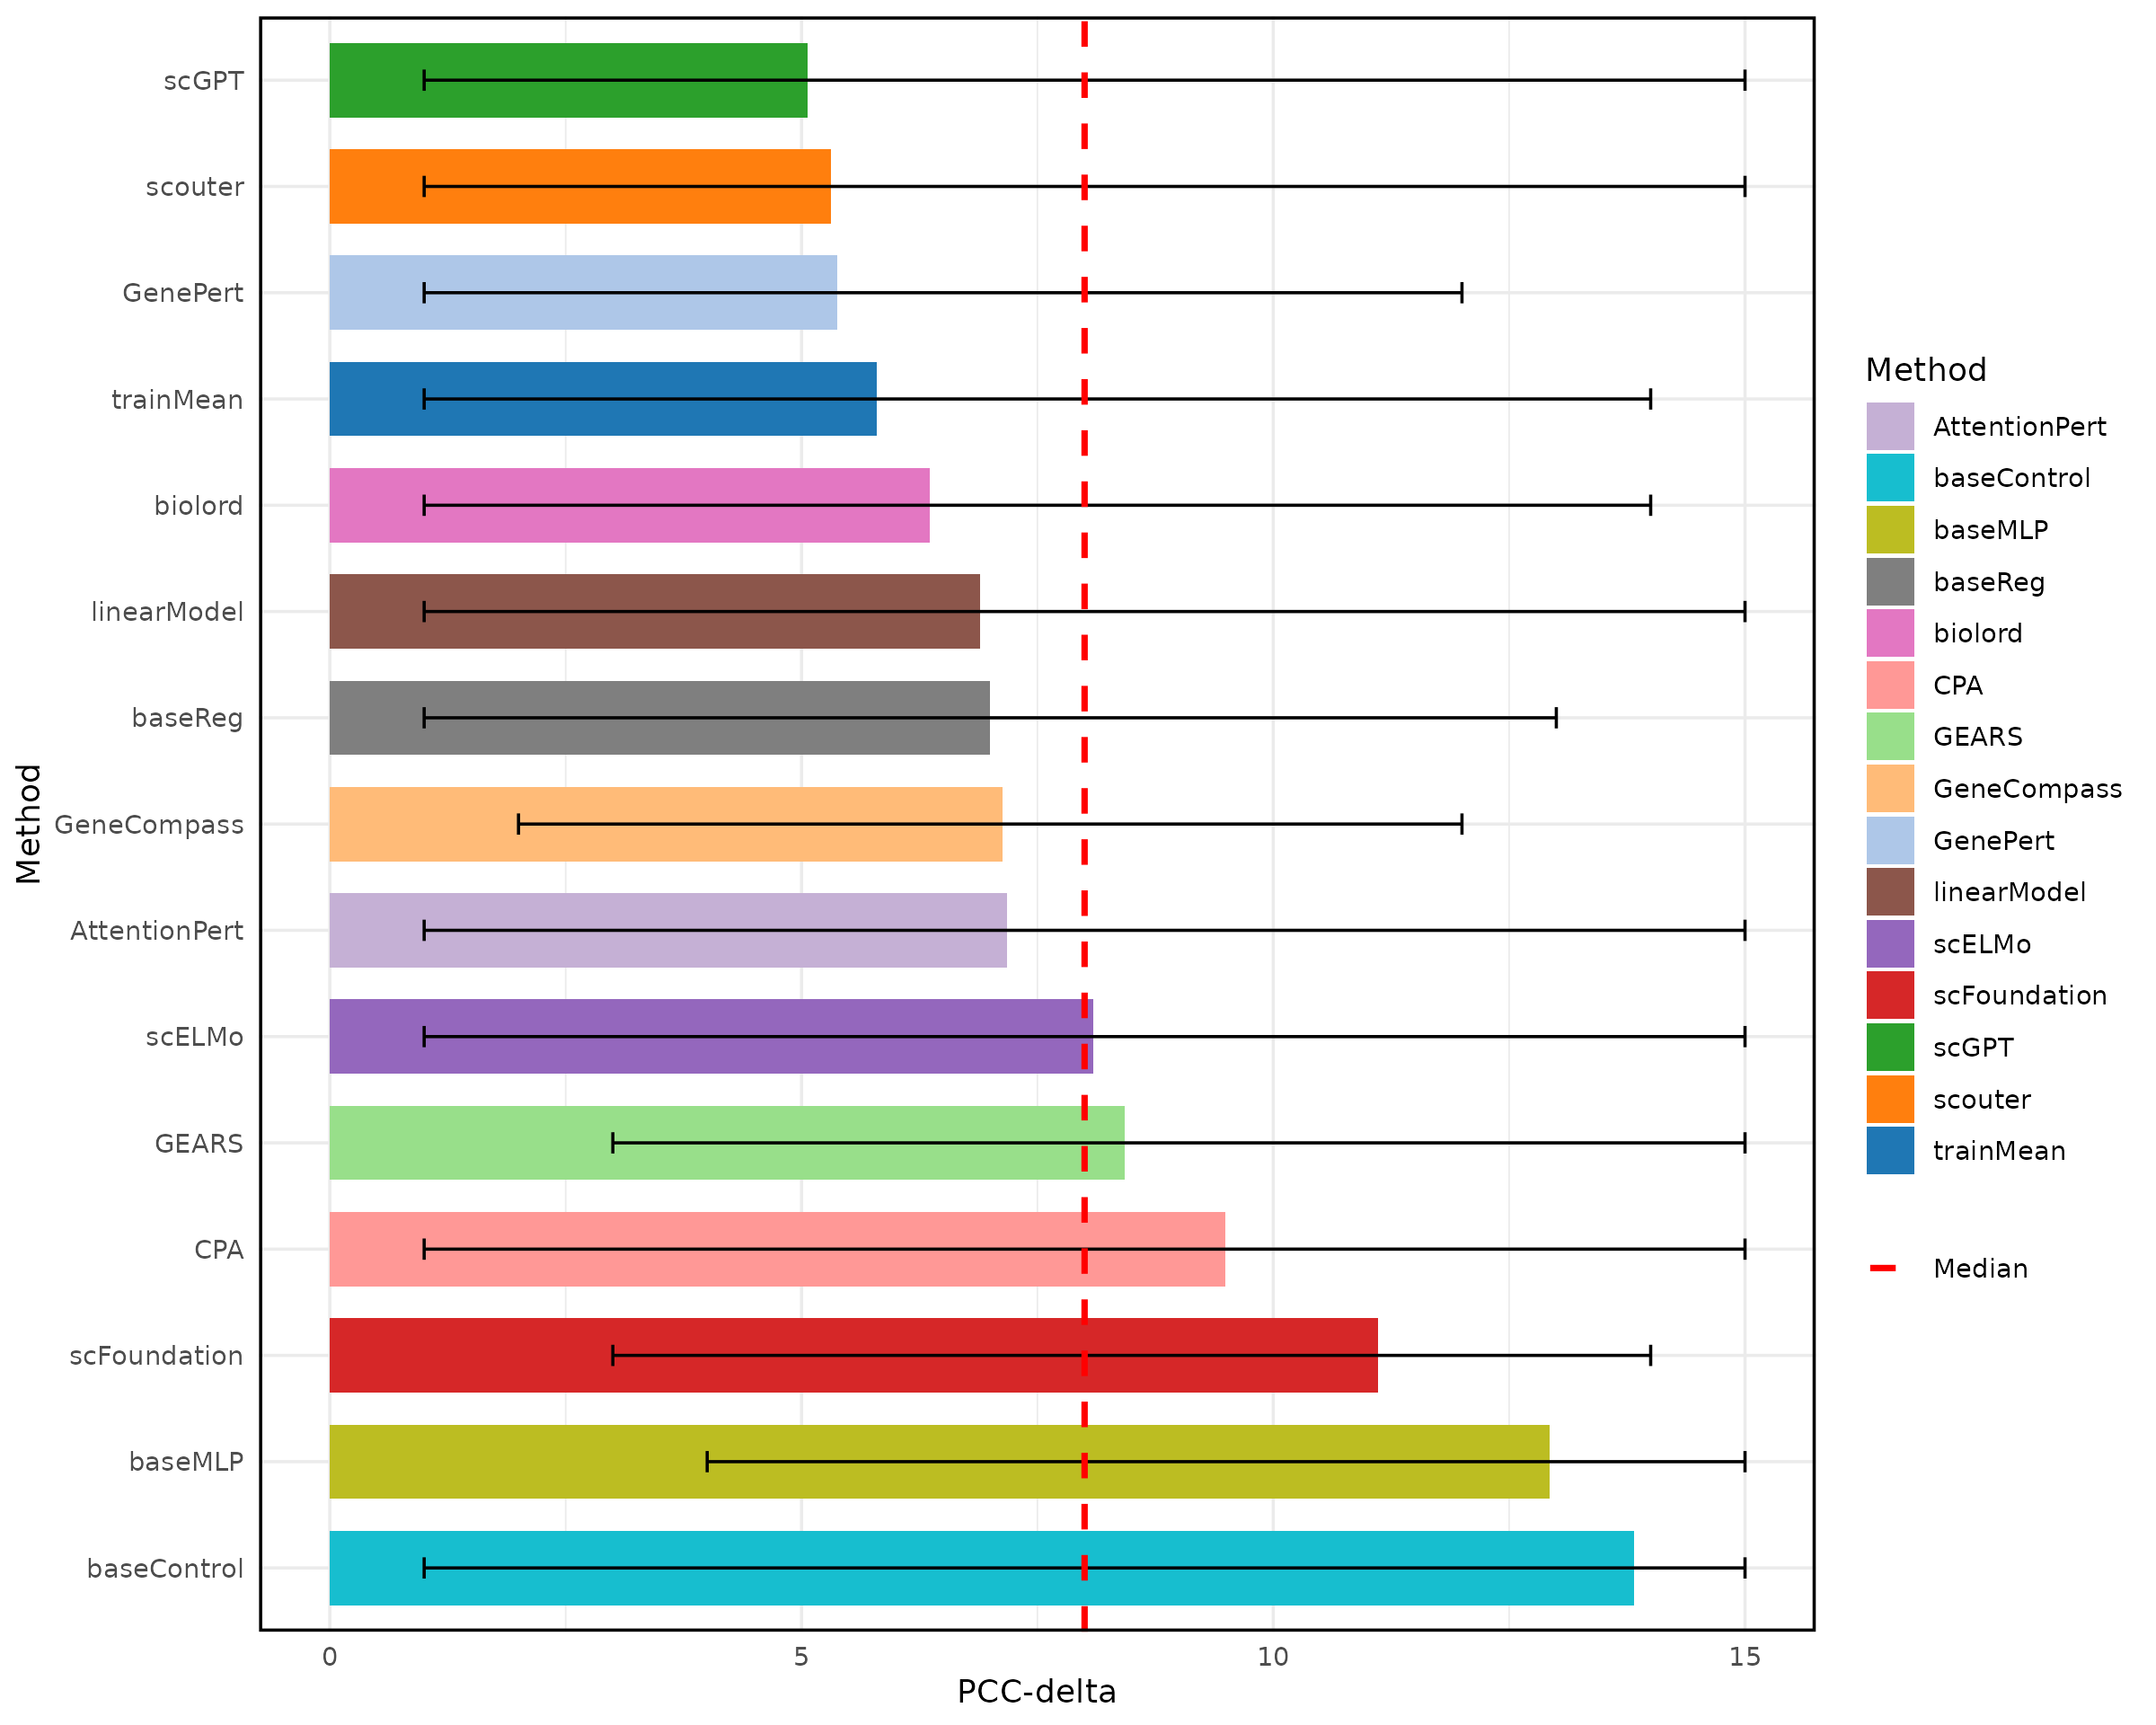 Method
scGPT
scouter
GenePert
trainMean
biolord
linearModel
baseReg
GeneCompass
AttentionPert
scELMo
GEARS
CPA
scFoundation
baseMLP
baseControl
0 5 10 15
PCC-delta
Method
AttentionPert
baseControl
baseMLP
baseReg
biolord
CPA
GEARS
GeneCompass
GenePert
linearModel
scELMo
scFoundation
scGPT
scouter
trainMean
Median